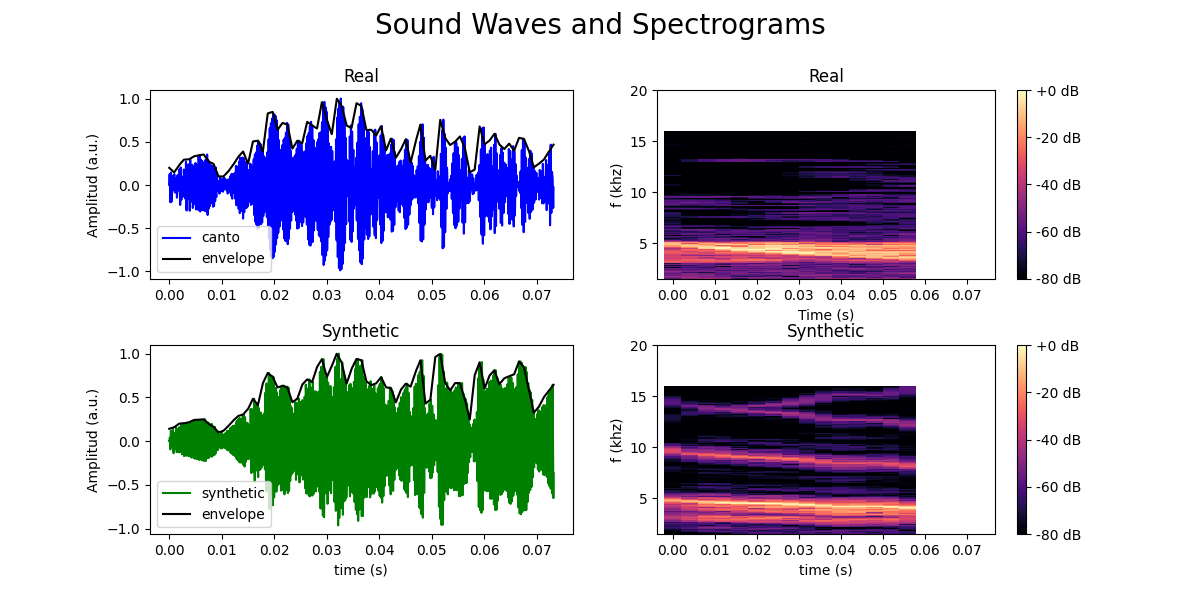 Sound Waves and Spectrograms
Real
Amplitud (a.u.)
1.0
0.5
0.0
−0.5
−1.0
canto
envelope
0.00 0.01 0.02 0.03 0.04 0.05 0.06 0.07
Real
f (khz)
20
15
10
5
0.00 0.01 0.02 0.03 0.04 0.05 0.06 0.07
Time (s)
+0 dB
-20 dB
-40 dB
-60 dB
-80 dB
Synthetic
Amplitud (a.u.)
1.0
0.5
0.0
−0.5
−1.0
synthetic
envelope
0.00 0.01 0.02 0.03 0.04 0.05 0.06 0.07
time (s)
Synthetic
f (khz)
20
15
10
5
0.00 0.01 0.02 0.03 0.04 0.05 0.06 0.07
time (s)
+0 dB
-20 dB
-40 dB
-60 dB
-80 dB